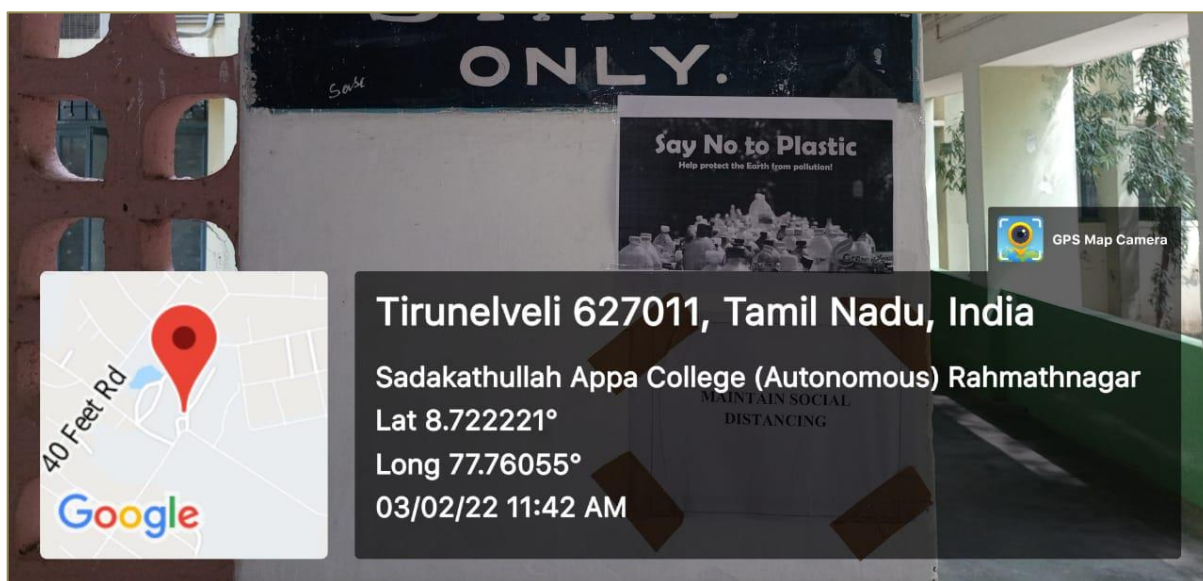 ONLY.
Sasi
Say No to Plastic
Help protect the Earth from pollution!
GPS Map Camera
Tirunelveli 627011, Tamil Nadu, India
Sadakathullah Appa College (Autonomous) Rahmathnagar
MAINTAIN SOCIAL
DISTANCING
Lat 8.722221°
Long 77.76055°
03/02/22 11:42 AM
40 Feet Rd
Google